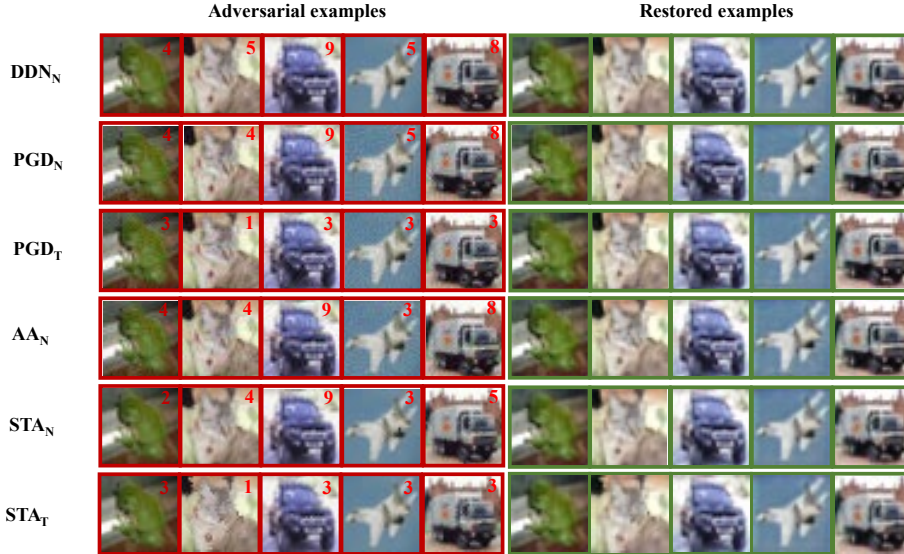 Adversarial examples Restored examples
DDN_N 4 5 9 5 8
PGD_N 4 4 9 5 8
PGD_T 3 1 3 3 3
AA_N 4 4 9 3 8
STA_N 2 4 9 3 5
STA_T 3 1 3 3 3